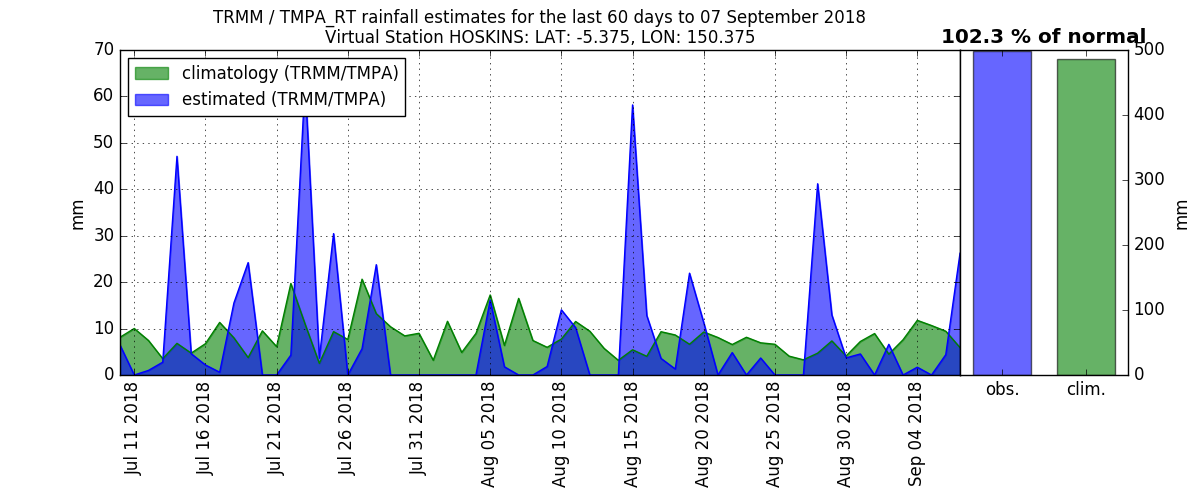 TRMM / TMPA_RT rainfall estimates for the last 60 days to 07 September 2018
Virtual Station HOSKINS: LAT: -5.375, LON: 150.375
102.3 % of normal
climatology (TRMM/TMPA)
estimated (TRMM/TMPA)
70
60
50
40
30
20
10
0
mm
Jul 11 2018
Jul 16 2018
Jul 21 2018
Jul 26 2018
Jul 31 2018
Aug 05 2018
Aug 10 2018
Aug 15 2018
Aug 20 2018
Aug 25 2018
Aug 30 2018
Sep 04 2018
obs.
clim.
500
400
300
200
100
0
mm